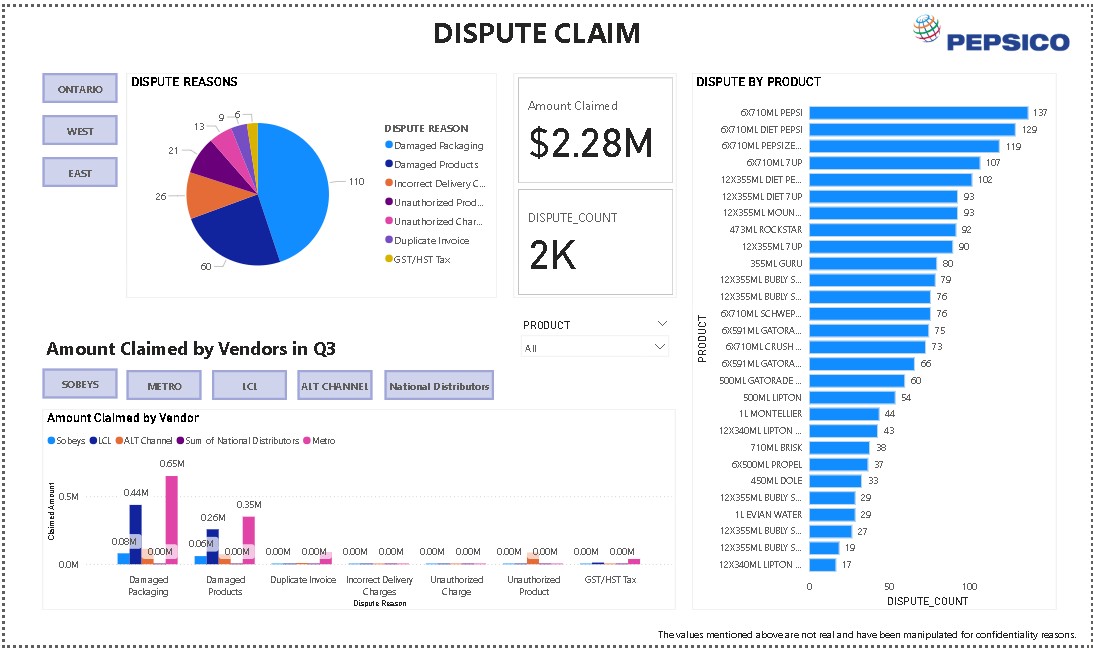 DISPUTE CLAIM
PEPSICO
ONTARIO
WEST
EAST
DISPUTE REASONS
6
9
13
21
26
60
110
DISPUTE REASON
Damaged Packaging
Damaged Products
Incorrect Delivery C...
Unauthorized Prod...
Unauthorized Char...
Duplicate Invoice
GST/HST Tax
Amount Claimed
$2.28M
DISPUTE_COUNT
2K
PRODUCT
All
Amount Claimed by Vendors in Q3
SOBEYS
METRO
LCL
ALT CHANNEL
National Distributors
Amount Claimed by Vendor
Sobeys LCL ALT Channel Sum of National Distributors Metro
Claimed Amount
0.5M
0.0M
0.08M 0.44M 0.00M 0.65M
0.06M 0.26M 0.00M 0.35M
0.00M 0.00M
0.00M 0.00M
0.00M 0.00M
0.00M 0.00M
0.00M 0.00M
Damaged Packaging
Damaged Products
Duplicate Invoice
Incorrect Delivery Charges
Unauthorized Charge
Unauthorized Product
GST/HST Tax
Dispute Reason
DISPUTE BY PRODUCT
PRODUCT
6X710ML PEPSI 137
6X710ML DIET PEPSI 129
6X710ML PEPSIZE... 119
6X710ML 7UP 107
12X355ML DIET PE... 102
12X355ML DIET 7UP 93
12X355ML MOUN... 93
473ML ROCKSTAR 92
12X355ML 7UP 90
355ML GURU 80
12X355ML BUBLY S... 79
12X355ML BUBLY S... 76
6X710ML SCHWEP... 76
6X591ML GATORA... 75
6X710ML CRUSH ... 73
6X591ML GATORA... 66
500ML GATORADE ... 60
500ML LIPTON 54
1L MONTELLIER 44
12X340ML LIPTON ... 43
710ML BRISK 38
6X500ML PROPEL 37
450ML DOLE 33
12X355ML BUBLY S... 29
1L EVIAN WATER 29
12X355ML BUBLY S... 27
12X355ML BUBLY S... 19
12X340ML LIPTON ... 17
0 50 100
DISPUTE_COUNT
The values mentioned above are not real and have been manipulated for confidentiality reasons.